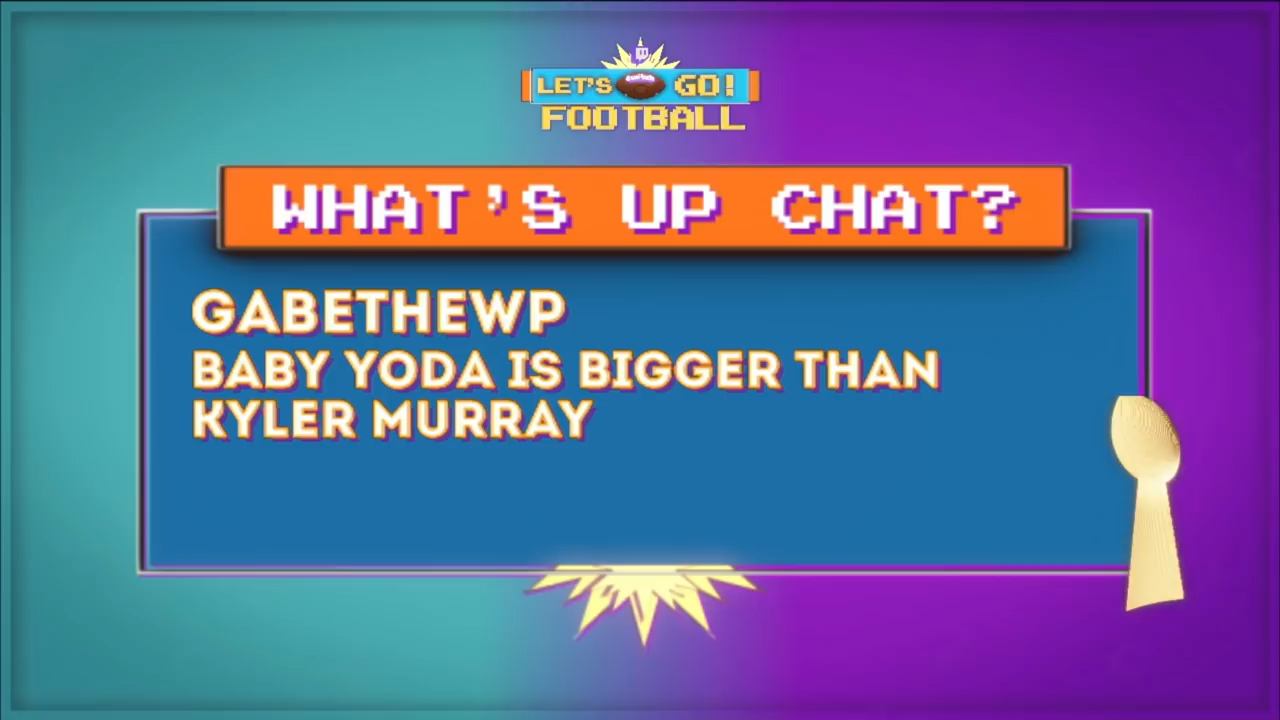 LET'S GO!
FOOTBALL
WHAT'S UP CHAT?
GABETHEWP
BABY YODA IS BIGGER THAN
KYLER MURRAY